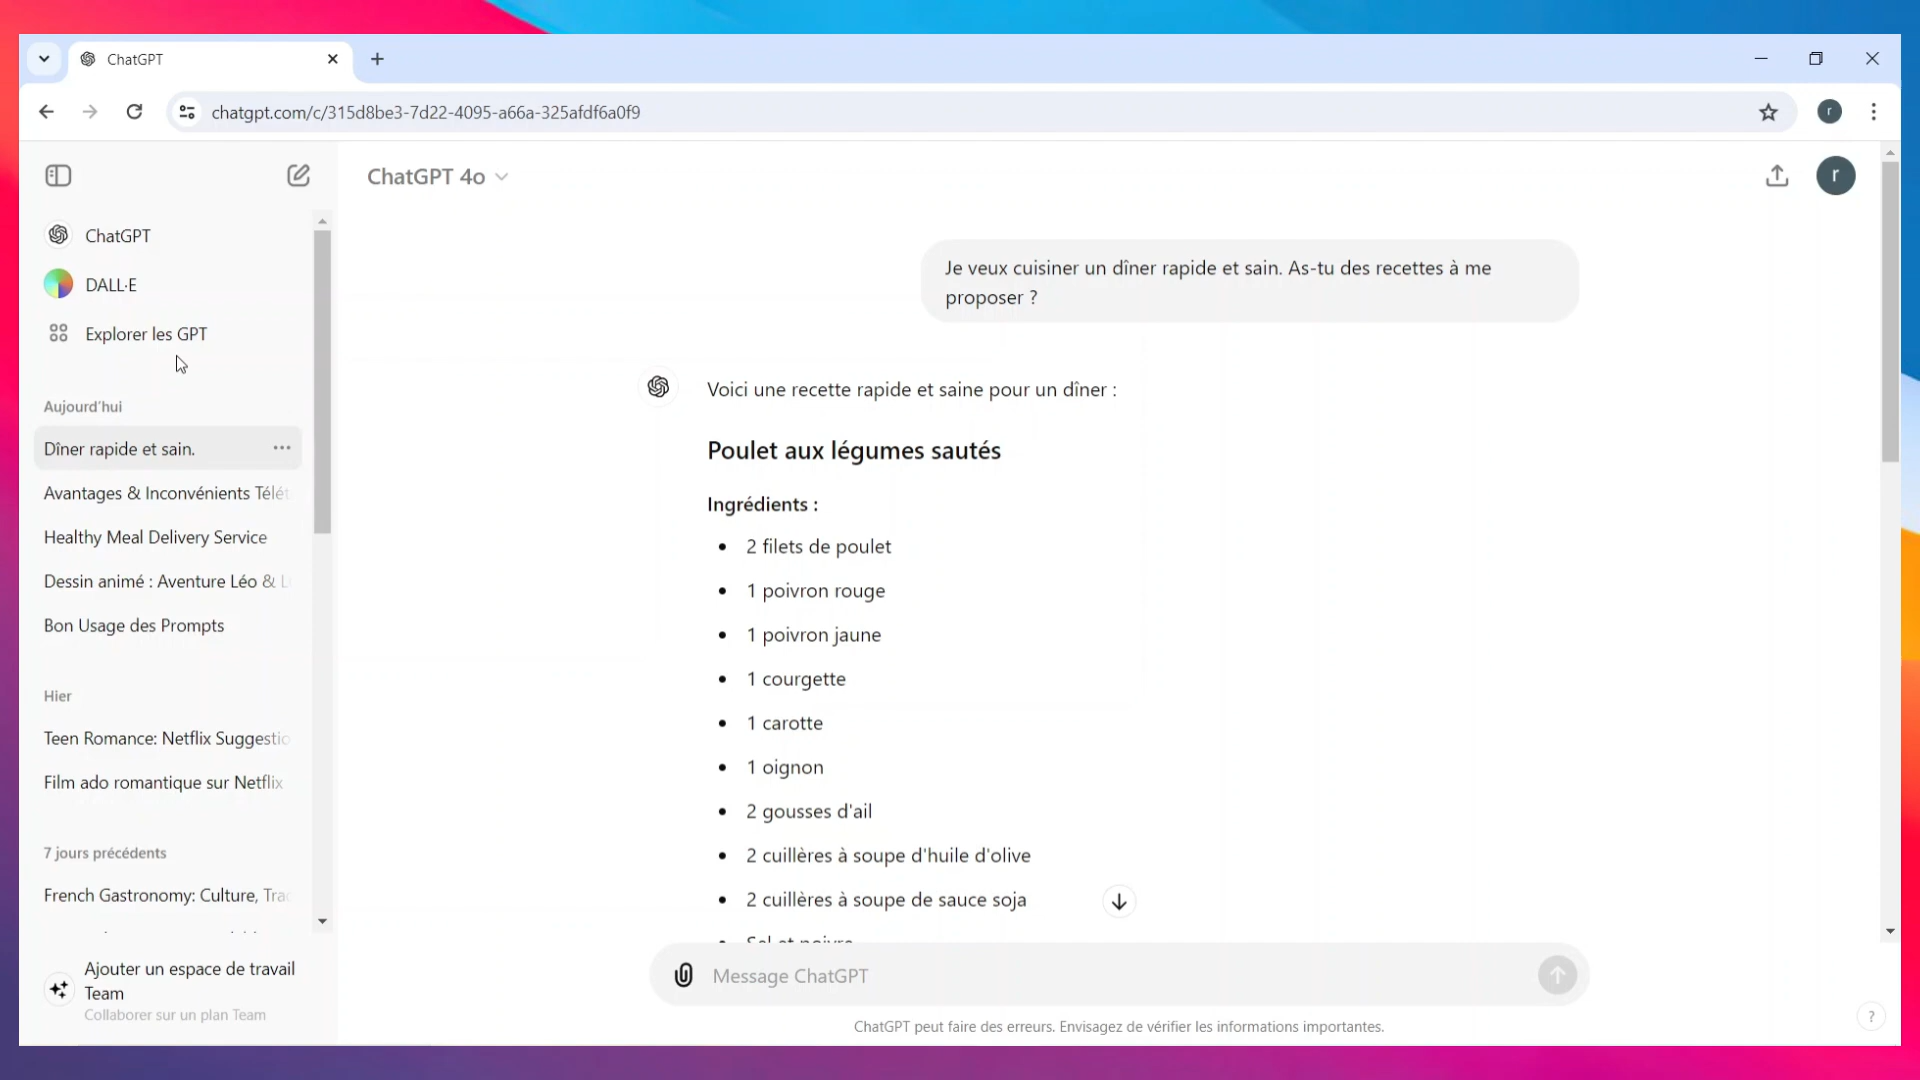 ChatGPT
chatgpt.com/c/315d8be3-7d22-4095-a66a-325afdf6a0f9
r
ChatGPT 4o
r
ChatGPT
DALL·E
Explorer les GPT
Aujourd'hui
Dîner rapide et sain.
Avantages & Inconvénients Télét
Healthy Meal Delivery Service
Dessin animé : Aventure Léo & L
Bon Usage des Prompts
Hier
Teen Romance: Netflix Suggestio
Film ado romantique sur Netflix
7 jours précédents
French Gastronomy: Culture, Trad
Ajouter un espace de travail
Team
Collaborer sur un plan Team
Je veux cuisiner un dîner rapide et sain. As-tu des recettes à me
proposer ?
Voici une recette rapide et saine pour un dîner :
Poulet aux légumes sautés
Ingrédients :
• 2 filets de poulet
• 1 poivron rouge
• 1 poivron jaune
• 1 courgette
• 1 carotte
• 1 oignon
• 2 gousses d'ail
• 2 cuillères à soupe d'huile d'olive
• 2 cuillères à soupe de sauce soja
• Sel et poivre
Message ChatGPT
ChatGPT peut faire des erreurs. Envisagez de vérifier les informations importantes.
?